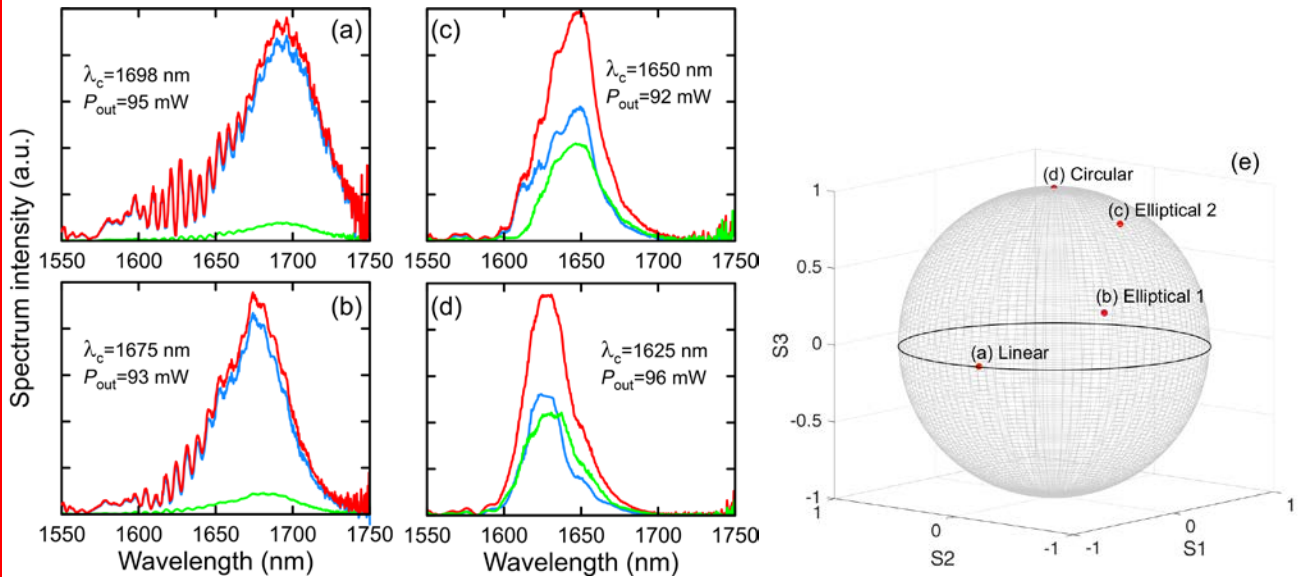 Spectrum intensity (a.u.)
(a)
λc=1698 nm
Pout=95 mW
1550 1600 1650 1700 1750
(c)
λc=1650 nm
Pout=92 mW
1550 1600 1650 1700 1750
(b)
λc=1675 nm
Pout=93 mW
1550 1600 1650 1700 1750
Wavelength (nm)
(d)
λc=1625 nm
Pout=96 mW
1550 1600 1650 1700 1750
Wavelength (nm)
(e)
(d) Circular
(c) Elliptical 2
(b) Elliptical 1
(a) Linear
S3
1
0.5
0
-0.5
-1
1
0
-1
S2
-1
0
1
S1